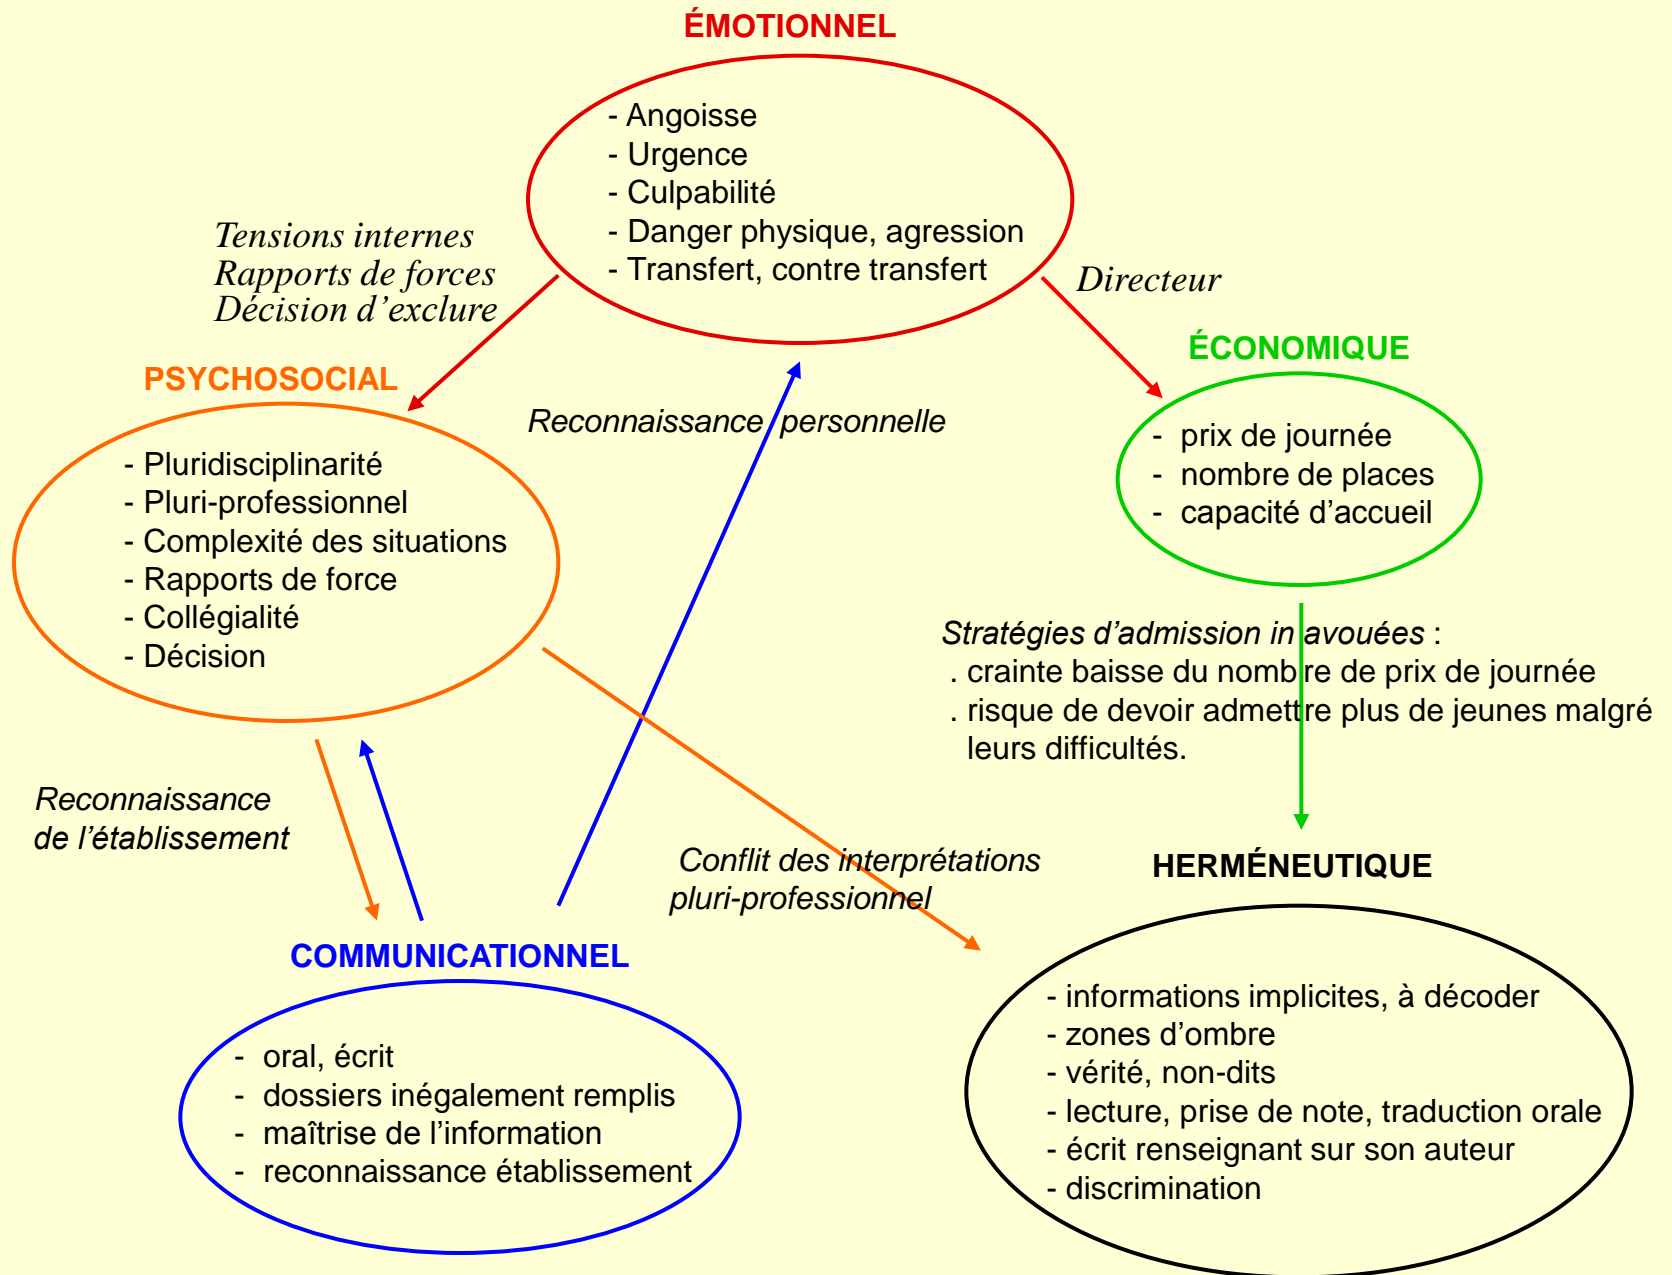 ÉMOTIONNEL
- Angoisse
- Urgence
- Culpabilité
- Danger physique, agression
- Transfert, contre transfert
Tensions internes
Rapports de forces
Décision d’exclure
Directeur
PSYCHOSOCIAL
- Pluridisciplinarité
- Pluri-professionnel
- Complexité des situations
- Rapports de force
- Collégialité
- Décision
Reconnaissance personnelle
ÉCONOMIQUE
- prix de journée
- nombre de places
- capacité d’accueil
Stratégies d’admission in avouées :
. crainte baisse du nombre de prix de journée
. risque de devoir admettre plus de jeunes malgré
leurs difficultés.
Reconnaissance
de l’établissement
Conflit des interprétations
pluri-professionnel
COMMUNICATIONNEL
- oral, écrit
- dossiers inégalement remplis
- maîtrise de l’information
- reconnaissance établissement
HERMÉNEUTIQUE
- informations implicites, à décoder
- zones d’ombre
- vérité, non-dits
- lecture, prise de note, traduction orale
- écrit renseignant sur son auteur
- discrimination